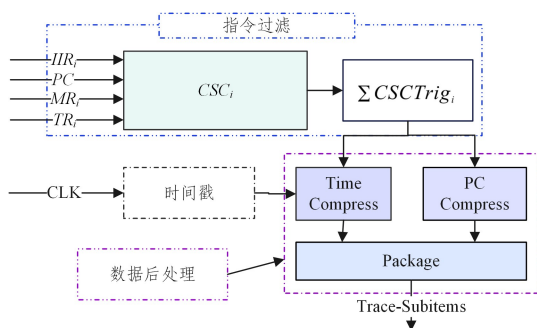 指令过滤
IIRᵢ
PC
MRᵢ
TRᵢ
CSCᵢ
∑CSCTrigᵢ
CLK
时间戳
Time
Compress
PC
Compress
数据后处理
Package
Trace-Subitems